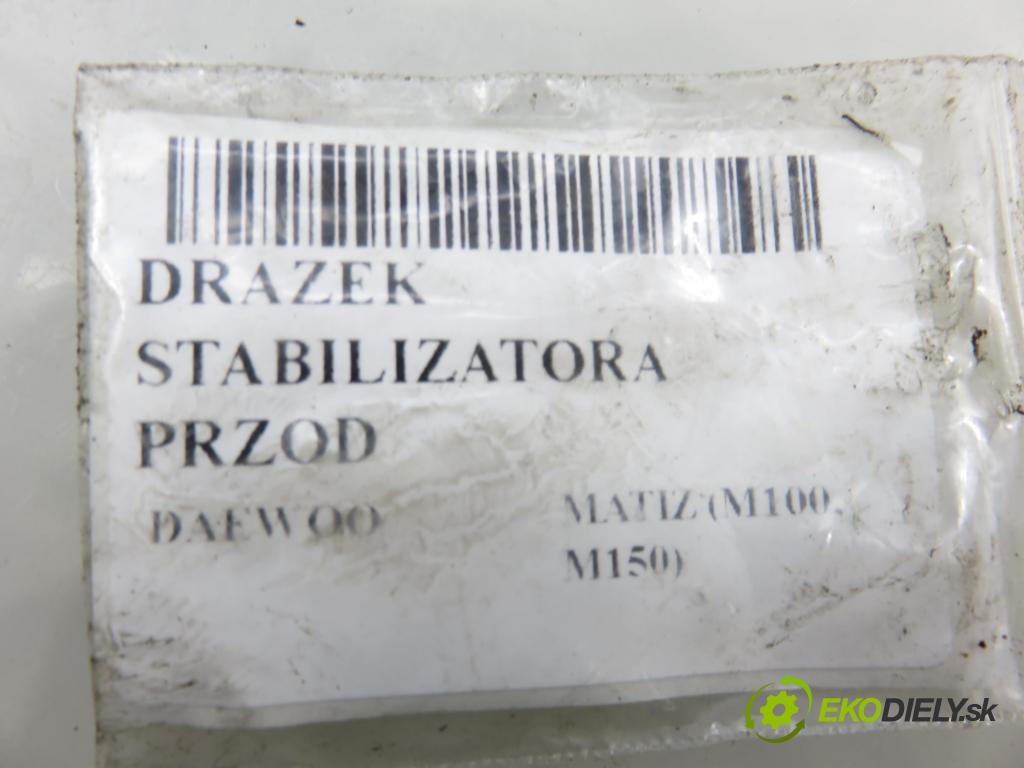 DRAZEK
STABILIZATORA
PRZOD
DAEWOO MATIZ (M100,
M150)
EKODIELY.sk